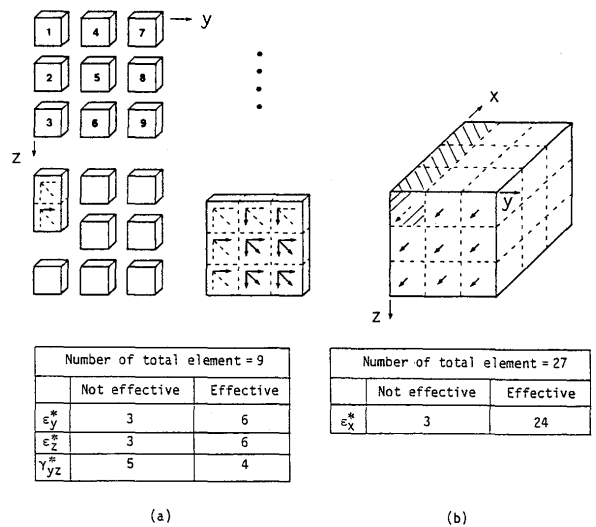 1 4 7 y
2 5 8
3 6 9
z
x
y
z
Number of total element = 9
Not effective Effective
ε*y 3 6
ε*z 3 6
γ*yz 5 4
Number of total element = 27
Not effective Effective
ε*x 3 24
(a) (b)